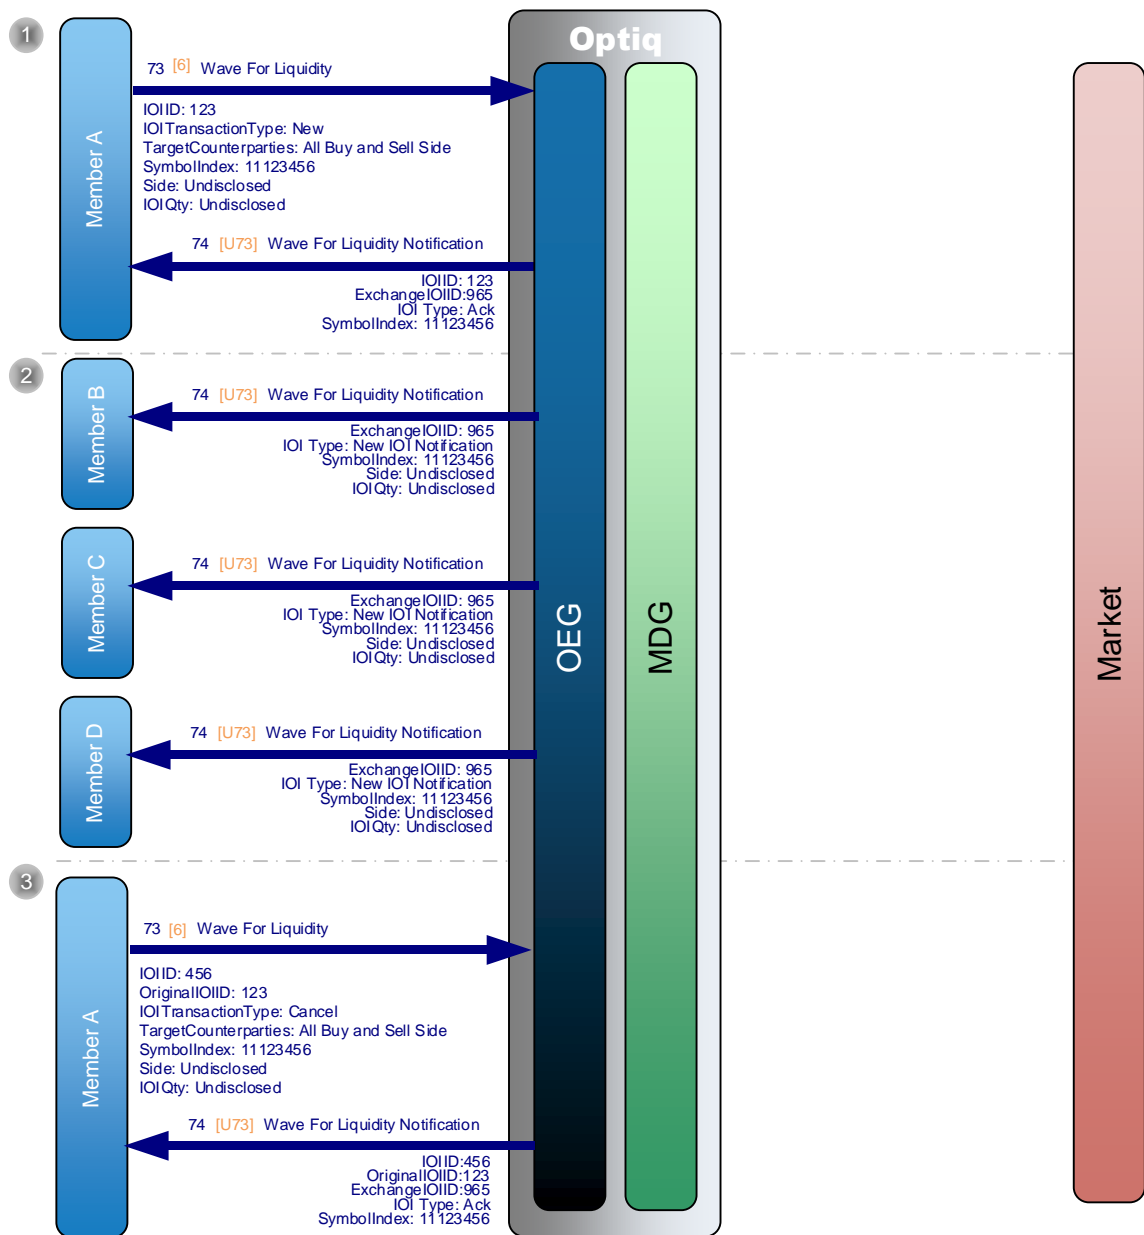 1
Optiq
Member A
73 [6] Wave For Liquidity
IOIID: 123
IOITransactionType: New
TargetCounterparties: All Buy and Sell Side
SymbolIndex: 11123456
Side: Undisclosed
IOIQty: Undisclosed
74 [U73] Wave For Liquidity Notification
IOIID: 123
ExchangeIOIID:965
IOI Type: Ack
SymbolIndex: 11123456
2
Member B
74 [U73] Wave For Liquidity Notification
ExchangeIOIID: 965
IOI Type: New IOI Notification
SymbolIndex: 11123456
Side: Undisclosed
IOIQty: Undisclosed
Member C
74 [U73] Wave For Liquidity Notification
ExchangeIOIID: 965
IOI Type: New IOI Notification
SymbolIndex: 11123456
Side: Undisclosed
IOIQty: Undisclosed
OEG
MDG
Market
Member D
74 [U73] Wave For Liquidity Notification
ExchangeIOIID: 965
IOI Type: New IOI Notification
SymbolIndex: 11123456
Side: Undisclosed
IOIQty: Undisclosed
3
Member A
73 [6] Wave For Liquidity
IOIID: 456
OriginalIOIID: 123
IOITransactionType: Cancel
TargetCounterparties: All Buy and Sell Side
SymbolIndex: 11123456
Side: Undisclosed
IOIQty: Undisclosed
74 [U73] Wave For Liquidity Notification
IOIID:456
OriginalIOIID:123
ExchangeIOIID:965
IOI Type: Ack
SymbolIndex: 11123456